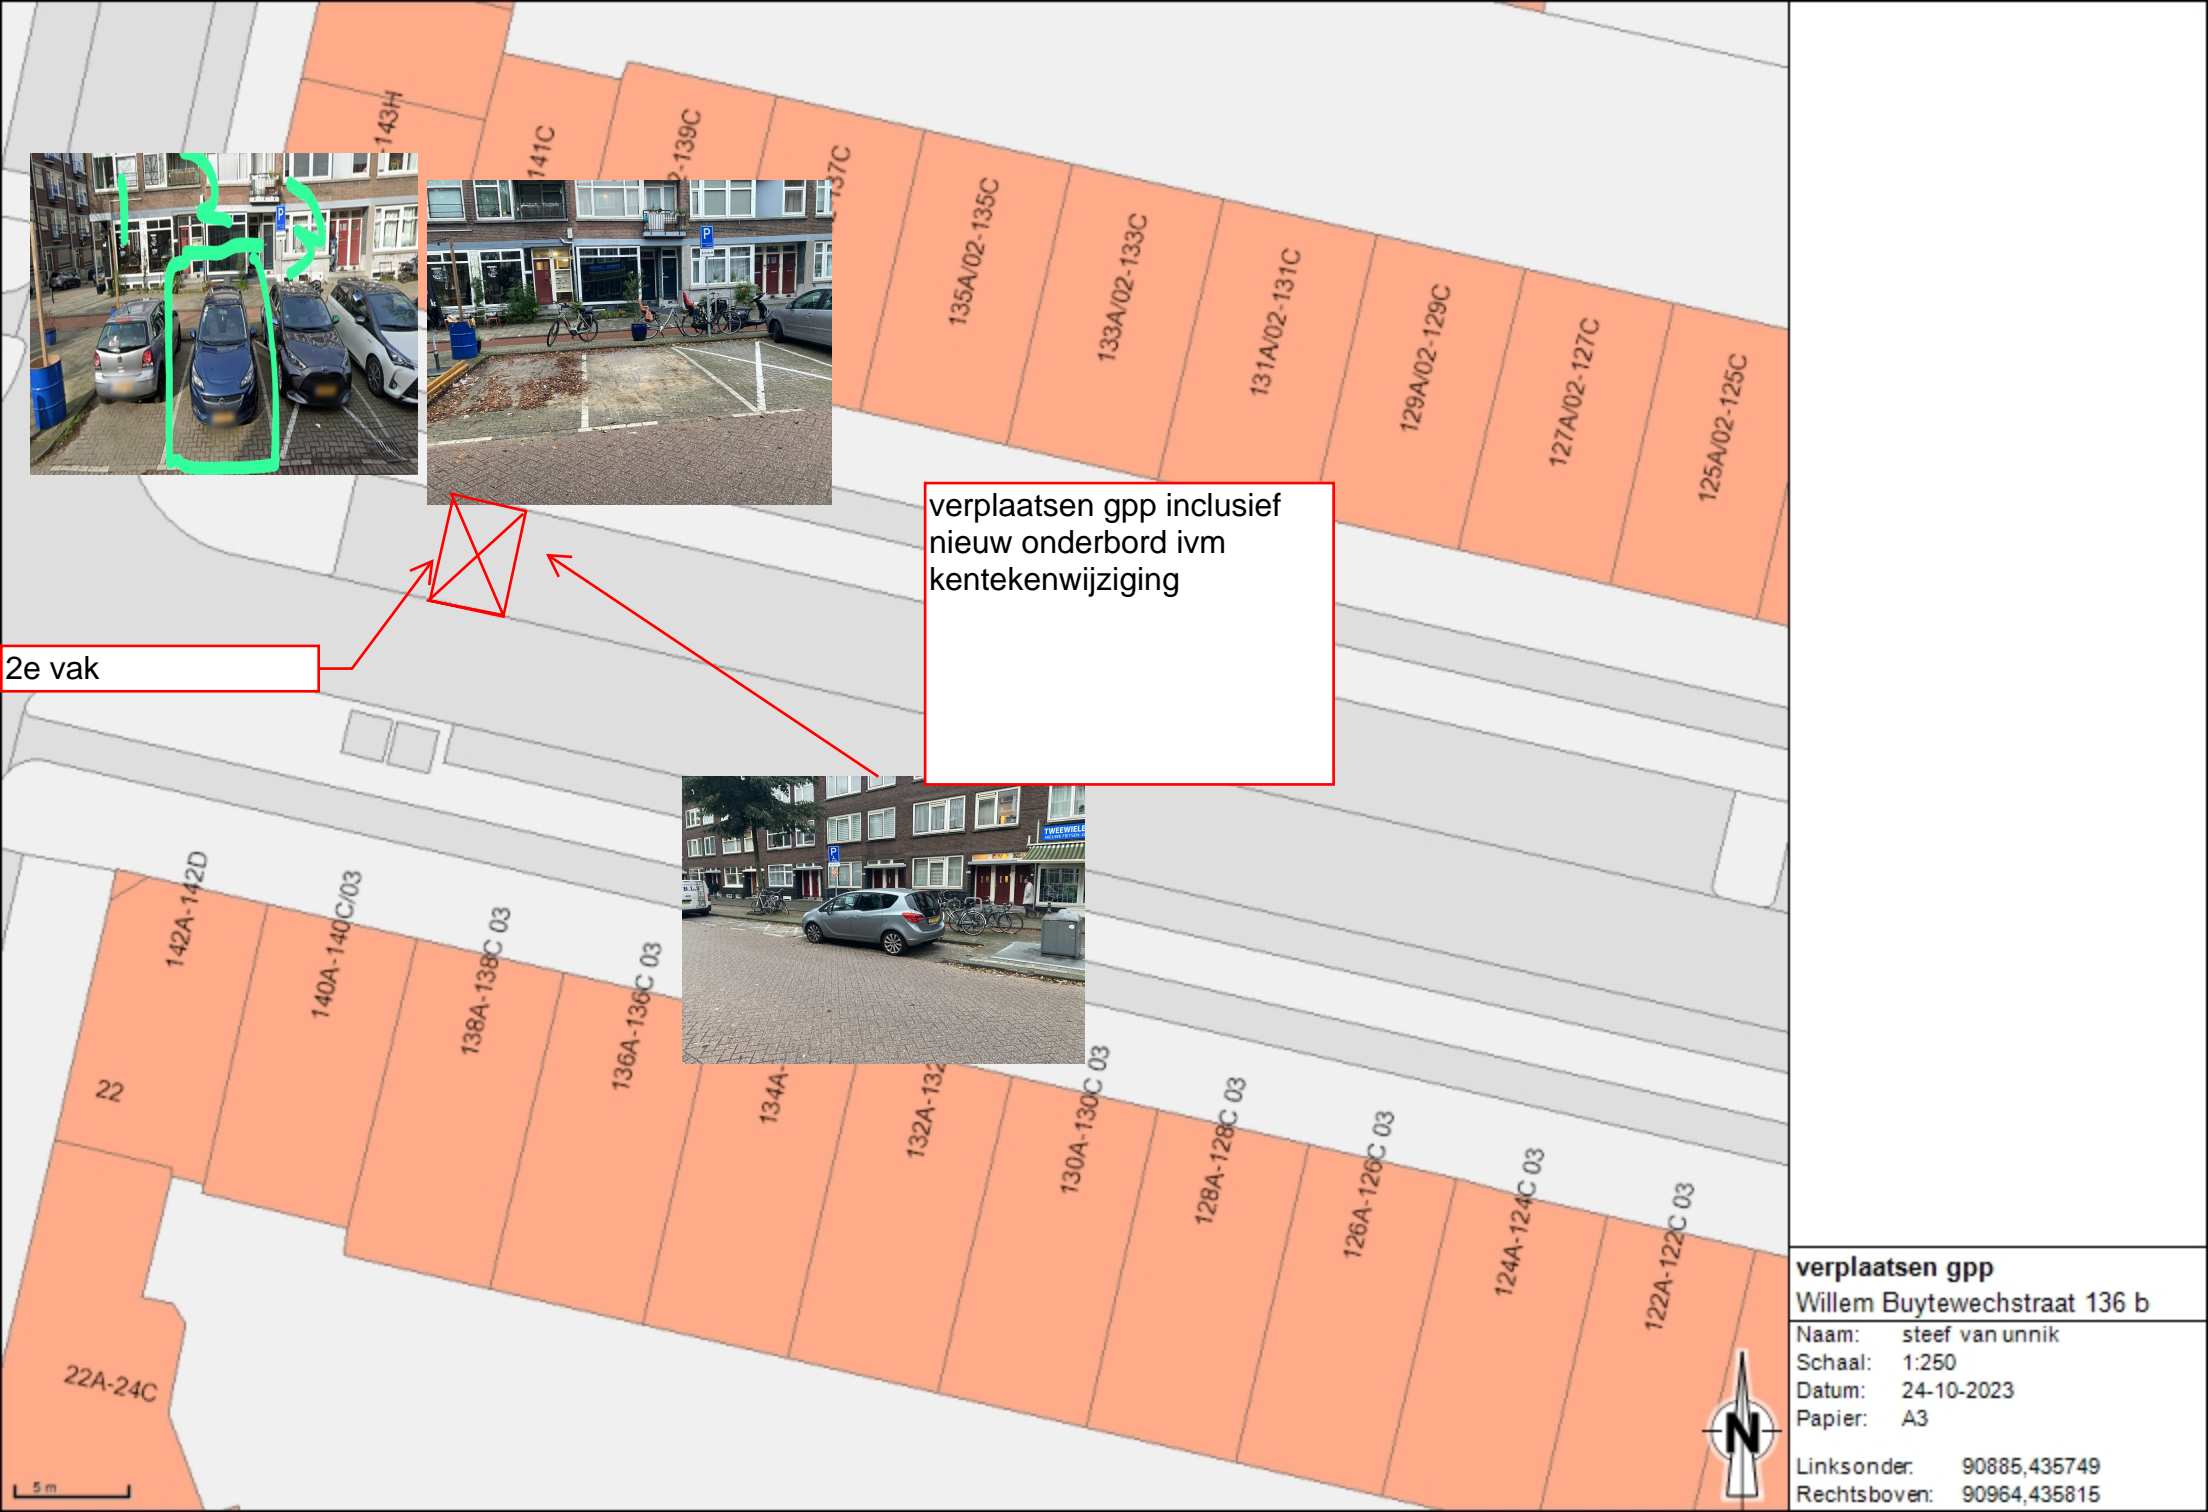 -143H
141C
2-139C
137C
135A/02-135C
133A/02-133C
131A/02-131C
129A/02-129C
127A/02-127C
125A/02-125C
P
P
verplaatsen gpp inclusief
nieuw onderbord ivm
kentekenwijziging
2e vak
P
TWEEWIELE
142A-142D
140A-140C/03
138A-138C 03
136A-136C 03
134A-
132A-132
130A-130C 03
128A-128C 03
126A-126C 03
124A-124C 03
122A-122C 03
22
22A-24C
5 m
N
verplaatsen gpp
Willem Buytewechstraat 136 b
Naam: steef van unnik
Schaal: 1:250
Datum: 24-10-2023
Papier: A3
Linksonder: 90885,435749
Rechtsboven: 90964,435815